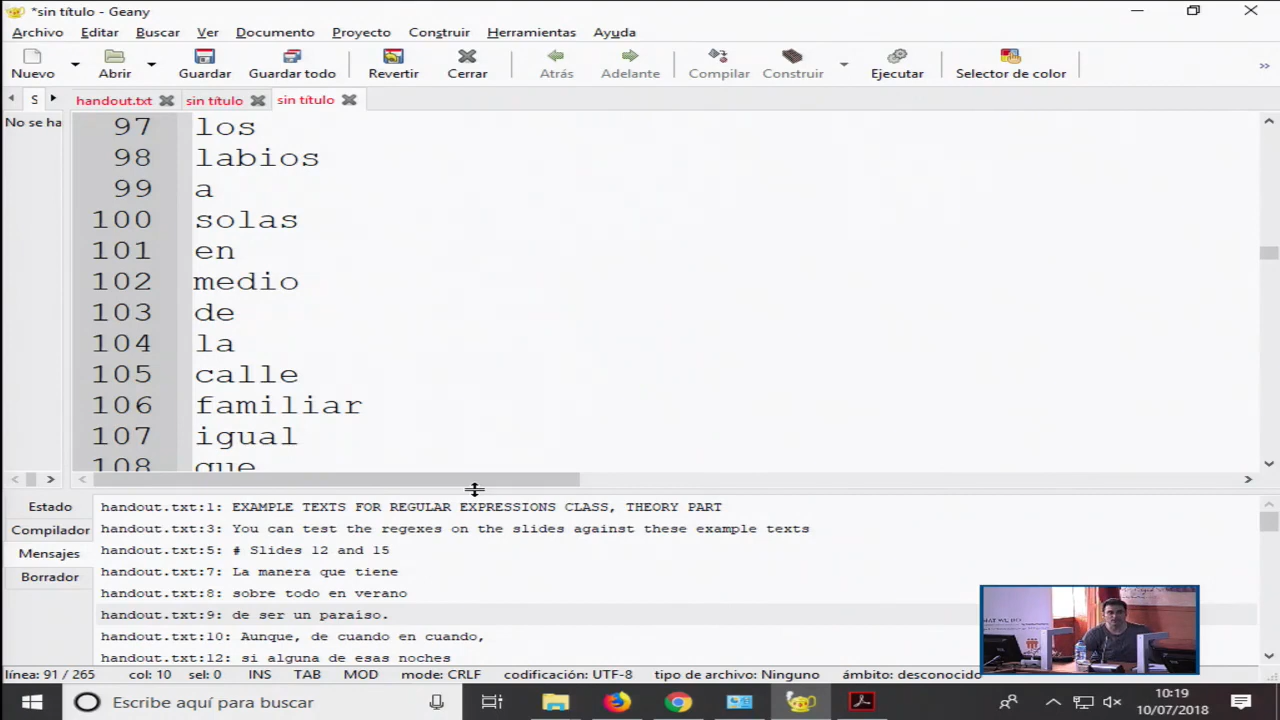 *sin título - Geany
Archivo Editar Buscar Ver Documento Proyecto Construir Herramientas Ayuda
Nuevo Abrir Guardar Guardar todo Revertir Cerrar Atrás Adelante Compilar Construir Ejecutar Selector de color
S handout.txt sin título sin título
No se ha
97 los
98 labios
99 a
100 solas
101 en
102 medio
103 de
104 la
105 calle
106 familiar
107 igual
108 que
Estado
Compilador
Mensajes
Borrador
handout.txt:1: EXAMPLE TEXTS FOR REGULAR EXPRESSIONS CLASS, THEORY PART
handout.txt:3: You can test the regexes on the slides against these example texts
handout.txt:5: # Slides 12 and 15
handout.txt:7: La manera que tiene
handout.txt:8: sobre todo en verano
handout.txt:9: de ser un paraíso.
handout.txt:10: Aunque, de cuando en cuando,
handout.txt:12: si alguna de esas noches
línea: 91 / 265 col: 10 sel: 0 INS TAB MOD mode: CRLF codificación: UTF-8 tipo de archivo: Ninguno ámbito: desconocido
Escribe aquí para buscar
10:19
10/07/2018